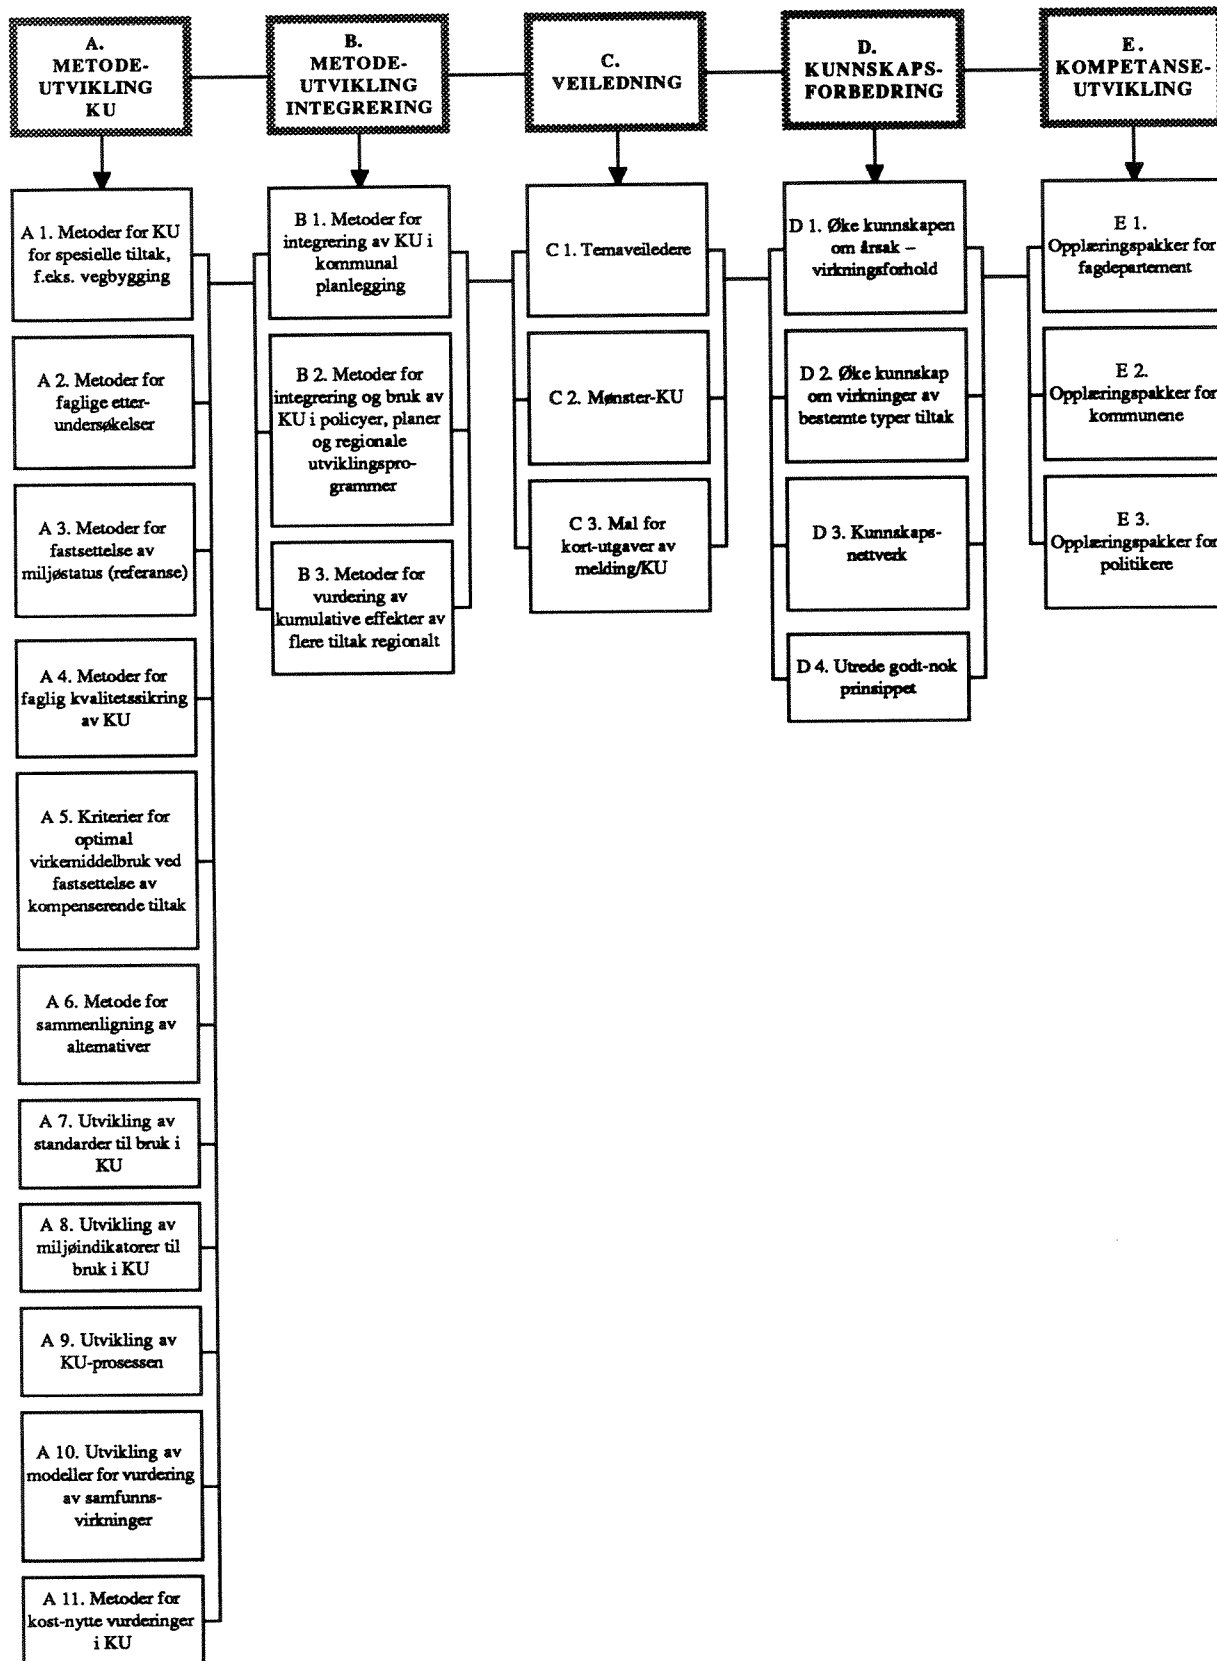 A.
METODE-
UTVIKLING
KU
B.
METODE-
UTVIKLING
INTEGRERING
C.
VEILEDNING
D.
KUNNSKAPS-
FORBEDRING
E.
KOMPETANSE-
UTVIKLING
A 1. Metoder for KU
for spesielle tiltak,
f.eks. vegbygging
A 2. Metoder for
faglige etter-
undersøkelser
A 3. Metoder for
fastsettelse av
miljøstatus (referanse)
A 4. Metoder for
faglig kvalitetssikring
av KU
A 5. Kriterier for
optimal
virkemiddelbruk ved
fastsettelse av
kompenserende tiltak
A 6. Metode for
sammenligning av
alternativer
A 7. Utvikling av
standarder til bruk i
KU
A 8. Utvikling av
miljøindikatorer til
bruk i KU
A 9. Utvikling av
KU-prosessen
A 10. Utvikling av
modeller for vurdering
av samfunns-
virkninger
A 11. Metoder for
kost-nytte vurderinger
i KU
B 1. Metoder for
integrering av KU i
kommunal
planlegging
B 2. Metoder for
integrering og bruk av
KU i policyer, planer
og regionale
utviklingspro-
grammer
B 3. Metoder for
vurdering av
kumulative effekter av
flere tiltak regionalt
C 1. Temaveiledere
C 2. Mønster-KU
C 3. Mal for
kort-utgaver av
melding/KU
D 1. Øke kunnskapen
om årsak –
virkningsforhold
D 2. Øke kunnskap
om virkninger av
bestemte typer tiltak
D 3. Kunnskaps-
nettverk
D 4. Utrede godt-nok
prinsippet
E 1.
Opplæringspakker for
fagdepartement
E 2.
Opplæringspakker for
kommunene
E 3.
Opplæringspakker for
politikere